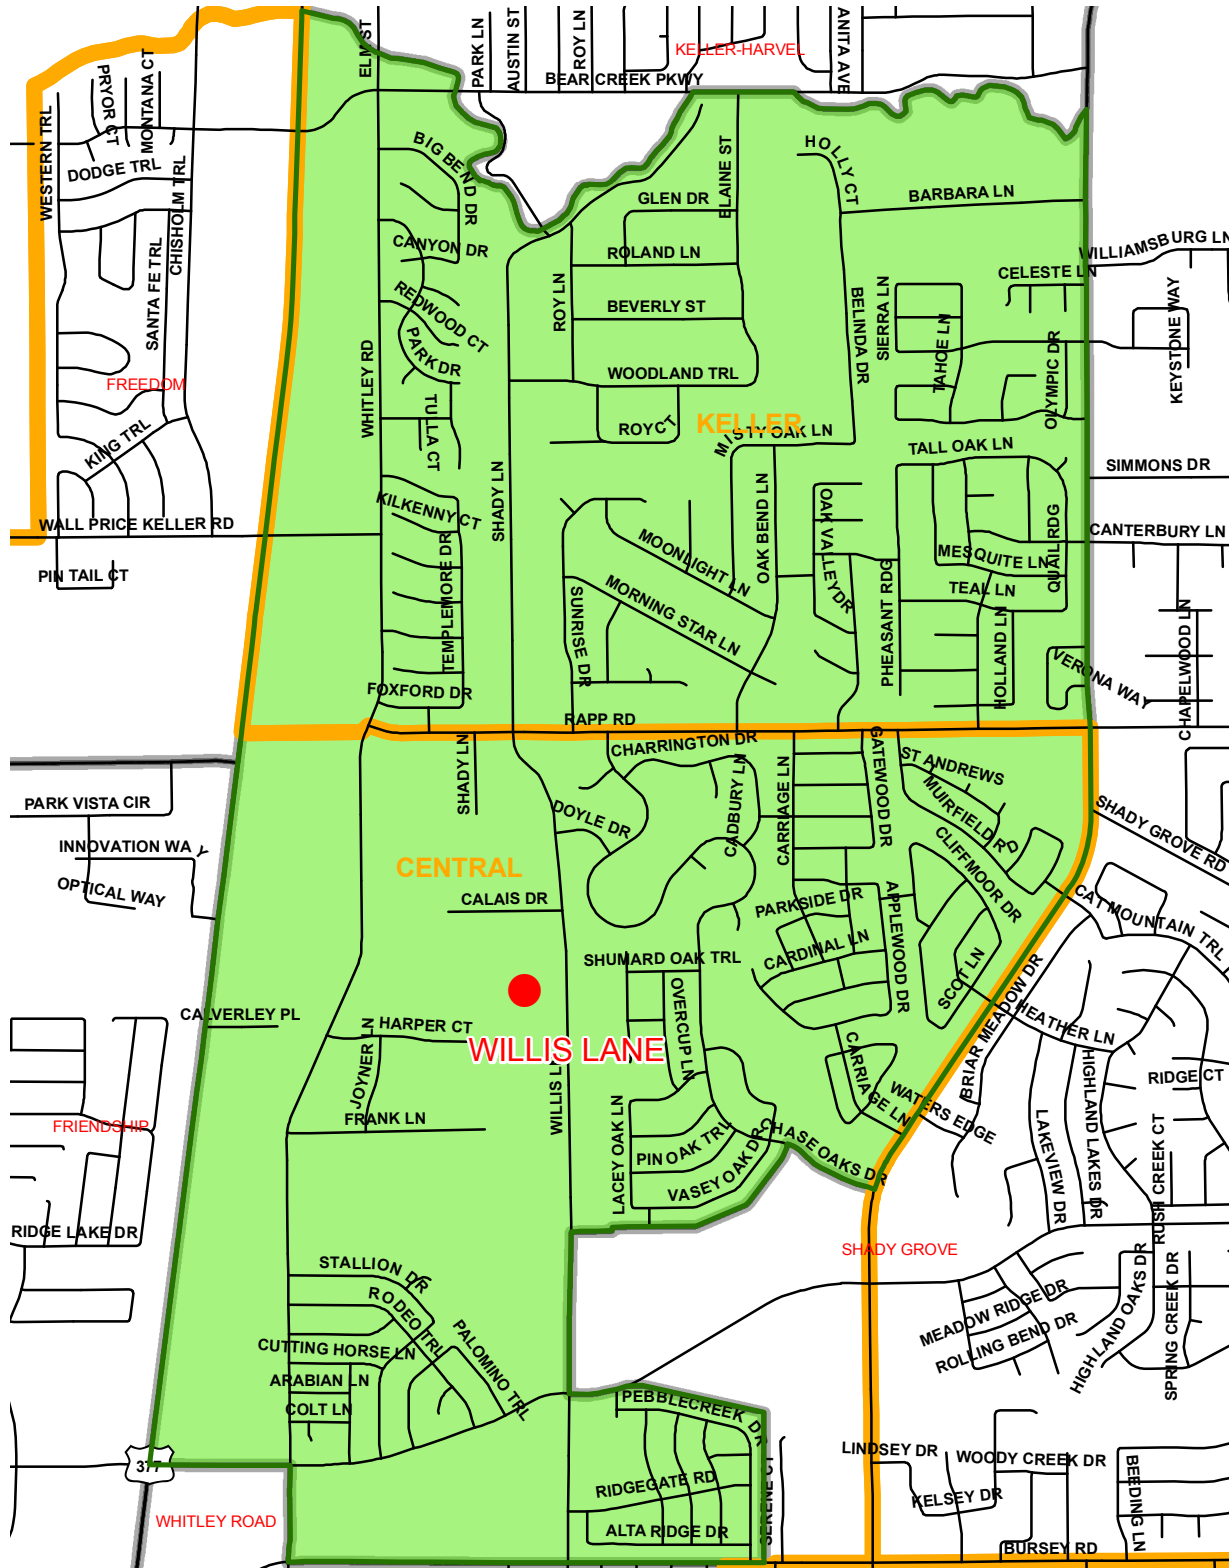 ELM ST
PARK LN
AUSTIN ST
ROY LN
KELLER-HARVEL
ANITA AVE
BEAR CREEK PKWY
WESTERN TRL
PRYOR CT
MONTANA CT
DODGE TRL
CHISHOLM TRL
SANTA FE TRL
BIG BEND DR
ELAINE ST
HOLLY CT
GLEN DR
BARBARA LN
CANYON DR
ROLAND LN
WILLIAMSBURG LN
CELESTE LN
REDWOOD CT
ROY LN
BEVERLY ST
BELINDA DR
SIERRA LN
TAHOE LN
OLYMPIC DR
KEYSTONE WAY
PARK DR
WHITLEY RD
WOODLAND TRL
FREEDOM
TULLA CT
ROY CT
KELLER
MISTY OAK LN
KING TRL
TALL OAK LN
SIMMONS DR
SHADY LN
OAK BEND LN
OAK VALLEY DR
KILKENNY CT
WALL PRICE KELLER RD
CANTERBURY LN
QUAIL RDG
PIN TAIL CT
MOONLIGHT LN
MESQUITE LN
TEAL LN
TEMPLEMORE DR
SUNRISE DR
MORNING STAR LN
PHEASANT RDG
HOLLAND LN
CHAPELWOOD LN
VERONA WAY
FOXFORD DR
RAPP RD
SHADY LN
CHARRINGTON DR
CADBURY LN
CARRIAGE LN
GATEWOOD DR
ST ANDREWS
MUIRFIELD RD
PARK VISTA CIR
DOYLE DR
CLIFFMOOR DR
SHADY GROVE RD
INNOVATION WAY
CENTRAL
OPTICAL WAY
CALAIS DR
PARKSIDE DR
APPLEWOOD DR
CAT MOUNTAIN TRL
SHUMARD OAK TRL
CARDINAL LN
SCOT LN
BRIAR MEADOW DR
CALVERLEY PL
OVERCUP LN
HARPER CT
HEATHER LN
WILLIS LANE
JOYNER LN
WILLIS LN
CARRIAGE LN
HIGHLAND LAKES DR
RIDGE CT
WATERS EDGE
FRIENDSHIP
FRANK LN
LACEY OAK LN
PIN OAK TRL
CHASE OAKS DR
LAKEVIEW DR
RUSH CREEK CT
VASEY OAK DR
RIDGE LAKE DR
SHADY GROVE
STALLION DR
RODEO TRL
MEADOW RIDGE DR
HIGHLAND OAKS DR
SPRING CREEK DR
ROLLING BEND DR
CUTTING HORSE LN
PALOMINO TRL
ARABIAN LN
COLT LN
PEBBLECREEK DR
377
LINDSEY DR
WOODY CREEK DR
BEEDING LN
RIDGEGATE RD
SERENE CT
KELSEY DR
WHITLEY ROAD
ALTA RIDGE DR
BURSEY RD